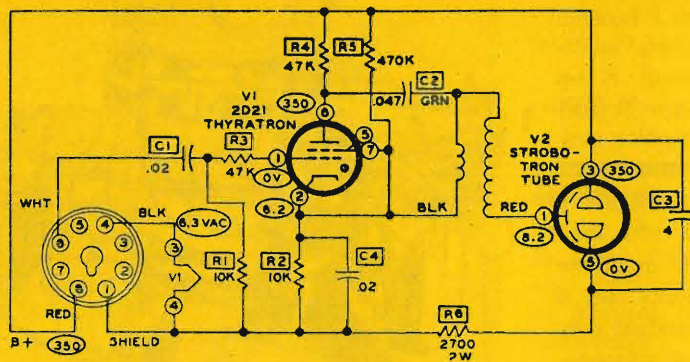 R4
47K
R5
470K
C2
.047
GRN
V1
2D21
THYRATRON
350
6
5
7
C1
.02
R3
47K
1
0V
2
8.2
V2
STROBO-
TRON
TUBE
3
350
C3
4
BLK
RED
1
8.2
5
0V
WHT
BLK
6.3VAC
5
4
6
3
7
2
8
1
3
V1
4
R1
10K
R2
10K
C4
.02
RED
B+
350
SHIELD
R6
2700
2W